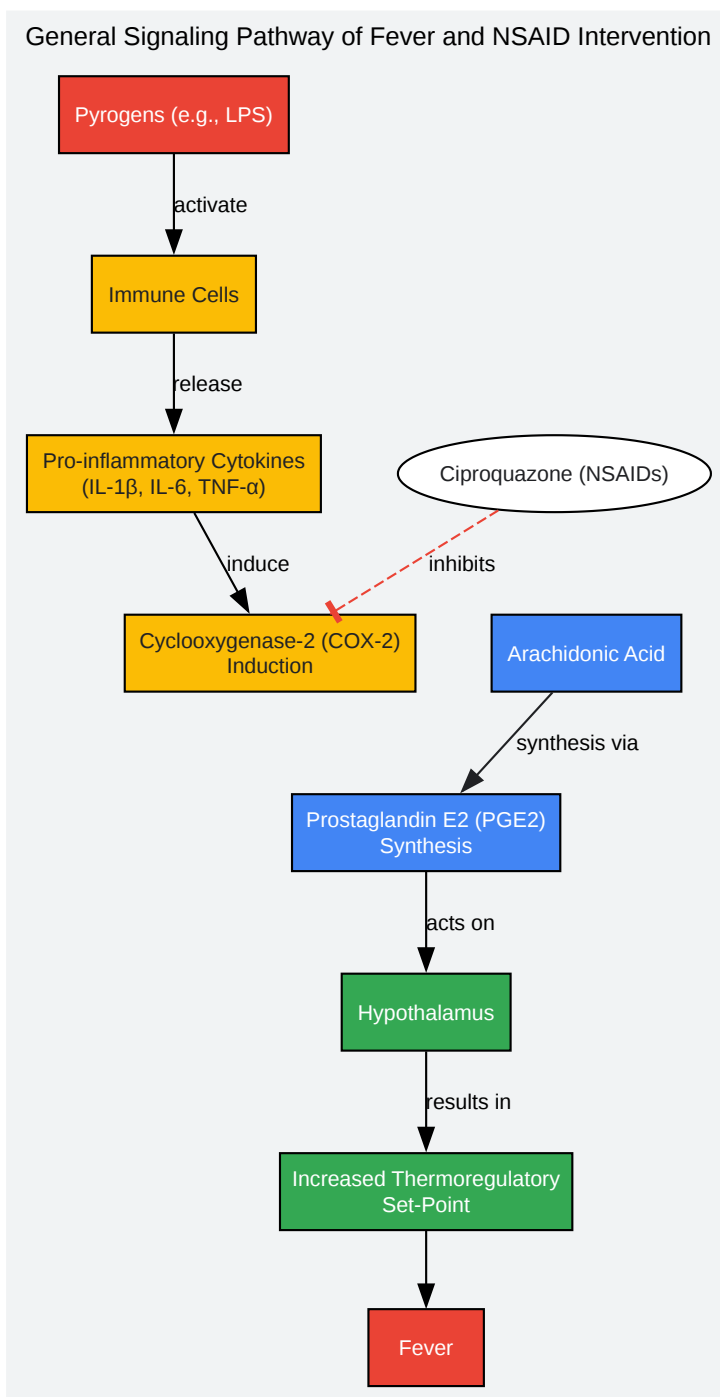 General Signaling Pathway of Fever and NSAID Intervention
Pyrogens (e.g., LPS)
activate
Immune Cells
release
Pro-inflammatory Cytokines
(IL-1β, IL-6, TNF-α)
Ciproquazone (NSAIDs)
induce
inhibits
Cyclooxygenase-2 (COX-2)
Induction
Arachidonic Acid
synthesis via
Prostaglandin E2 (PGE2)
Synthesis
acts on
Hypothalamus
results in
Increased Thermoregulatory
Set-Point
Fever